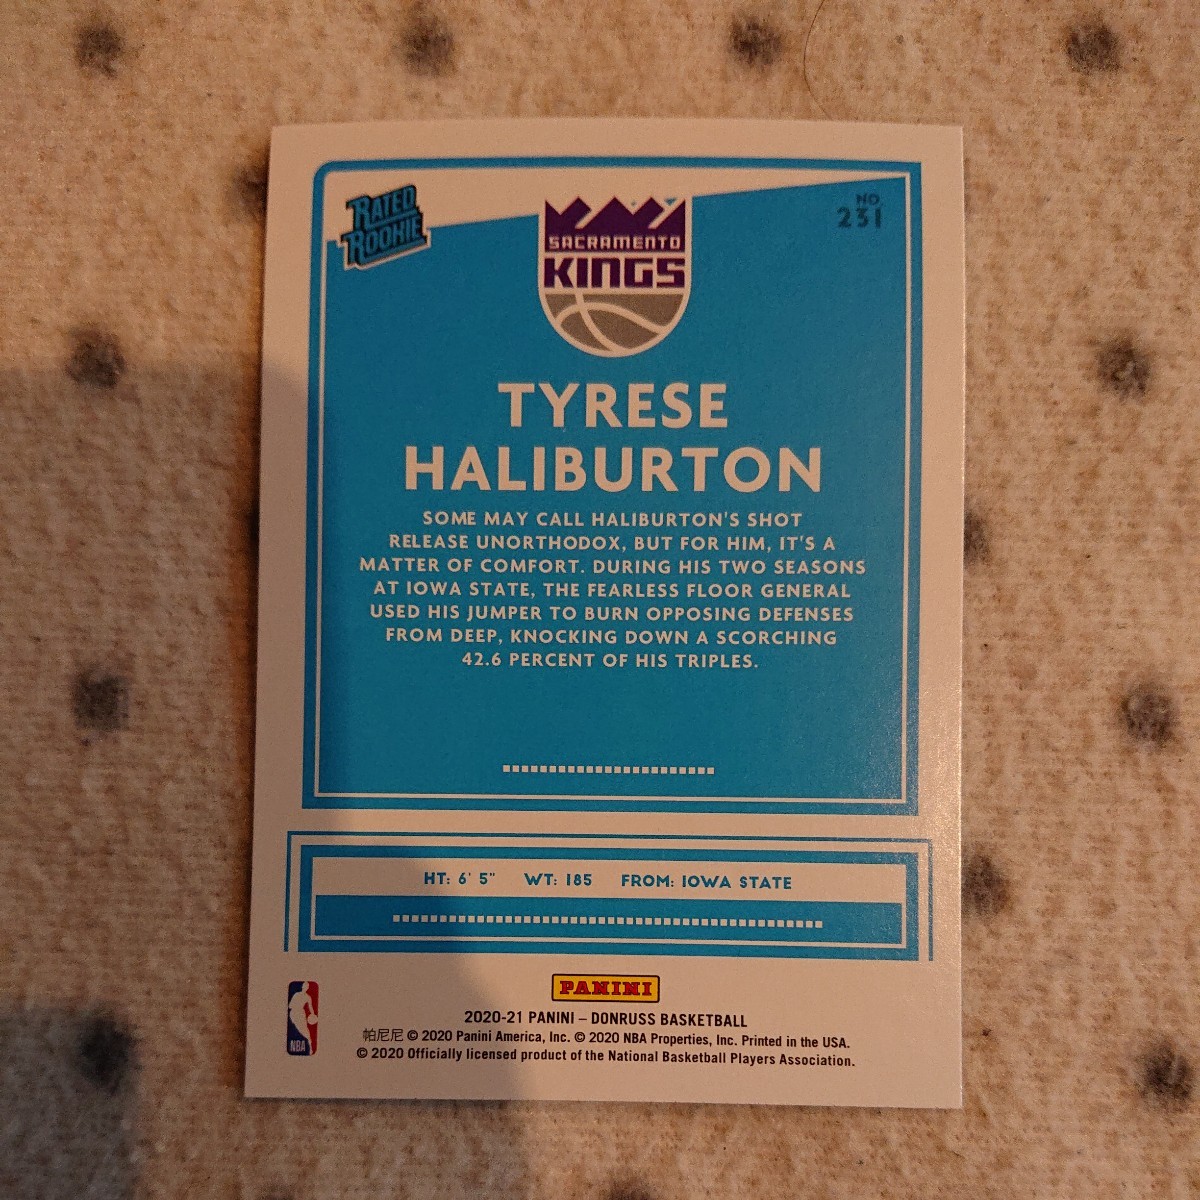 RATED
ROOKIE
SACRAMENTO
KINGS
NO.
231
TYRESE
HALIBURTON
SOME MAY CALL HALIBURTON'S SHOT
RELEASE UNORTHODOX, BUT FOR HIM, IT'S A
MATTER OF COMFORT. DURING HIS TWO SEASONS
AT IOWA STATE, THE FEARLESS FLOOR GENERAL
USED HIS JUMPER TO BURN OPPOSING DEFENSES
FROM DEEP, KNOCKING DOWN A SCORCHING
42.6 PERCENT OF HIS TRIPLES.
HT: 6' 5" WT: 185 FROM: IOWA STATE
PANINI
2020-21 PANINI – DONRUSS BASKETBALL
帕尼尼 © 2020 Panini America, Inc. © 2020 NBA Properties, Inc. Printed in the USA.
© 2020 Officially licensed product of the National Basketball Players Association.
NBA